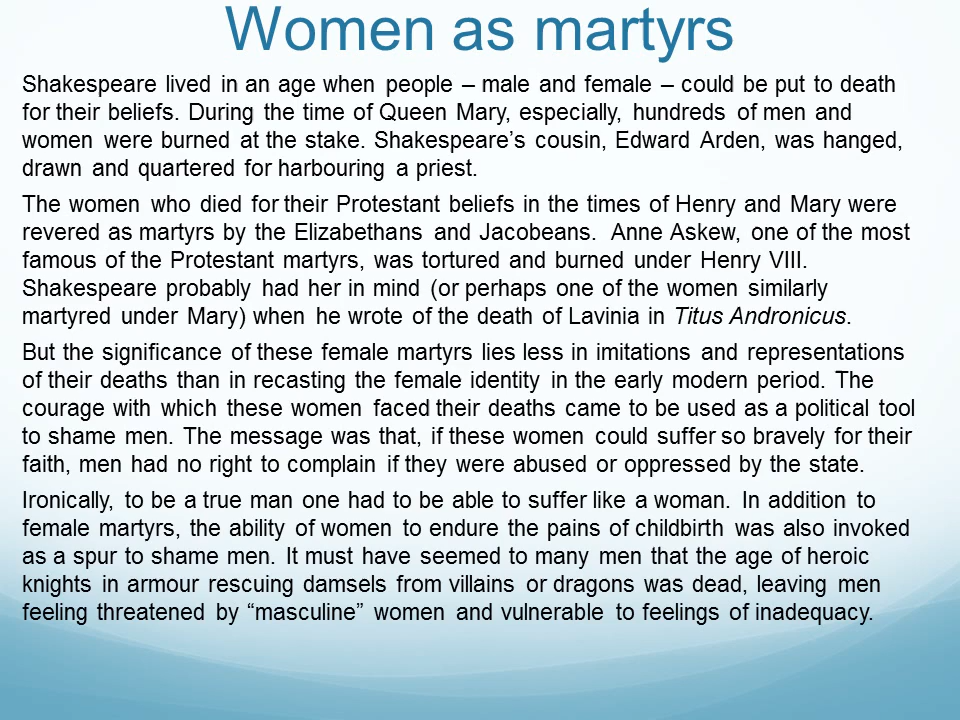 Women as martyrs
Shakespeare lived in an age when people – male and female – could be put to death
for their beliefs. During the time of Queen Mary, especially, hundreds of men and
women were burned at the stake. Shakespeare’s cousin, Edward Arden, was hanged,
drawn and quartered for harbouring a priest.
The women who died for their Protestant beliefs in the times of Henry and Mary were
revered as martyrs by the Elizabethans and Jacobeans.  Anne Askew, one of the most
famous of the Protestant martyrs, was tortured and burned under Henry VIII.
Shakespeare probably had her in mind (or perhaps one of the women similarly
martyred under Mary) when he wrote of the death of Lavinia in Titus Andronicus.
But the significance of these female martyrs lies less in imitations and representations
of their deaths than in recasting the female identity in the early modern period. The
courage with which these women faced their deaths came to be used as a political tool
to shame men. The message was that, if these women could suffer so bravely for their
faith, men had no right to complain if they were abused or oppressed by the state.
Ironically, to be a true man one had to be able to suffer like a woman. In addition to
female martyrs, the ability of women to endure the pains of childbirth was also invoked
as a spur to shame men. It must have seemed to many men that the age of heroic
knights in armour rescuing damsels from villains or dragons was dead, leaving men
feeling threatened by “masculine” women and vulnerable to feelings of inadequacy.